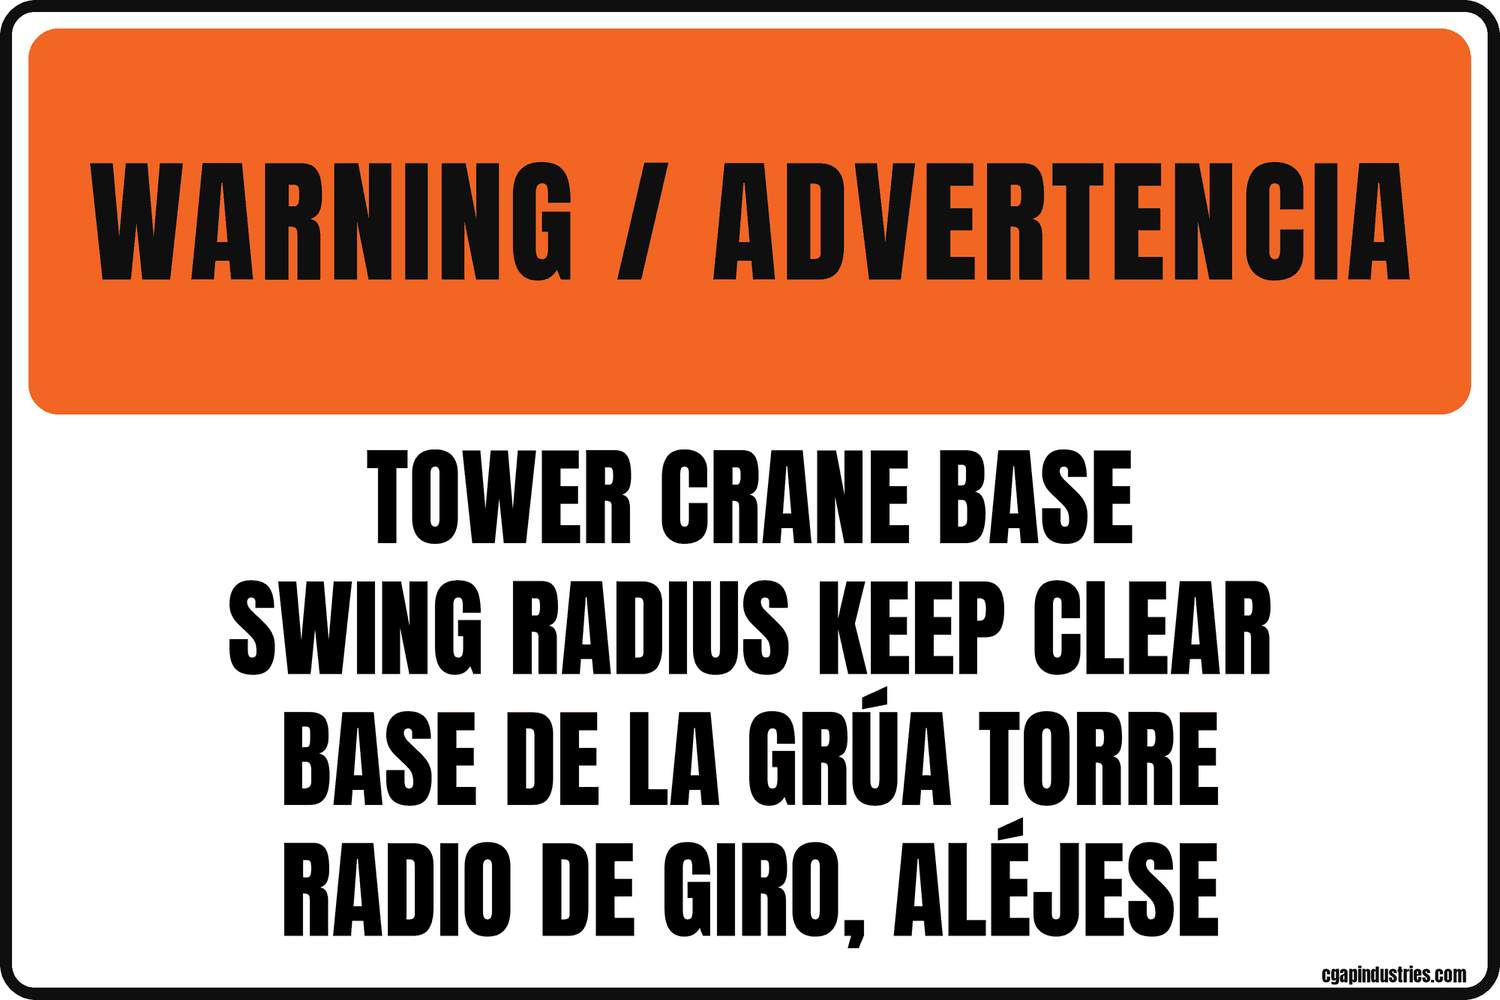 WARNING / ADVERTENCIA
TOWER CRANE BASE
SWING RADIUS KEEP CLEAR
BASE DE LA GRÚA TORRE
RADIO DE GIRO, ALÉJESE
cgapindustries.com